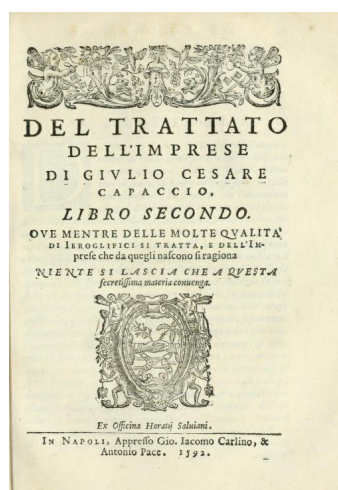 DEL TRATTATO
DELL'IMPRESE
DI GIVLIO CESARE
CAPACCIO,
LIBRO SECONDO.
OVE MENTRE DELLE MOLTE QVALITA'
DI IEROGLIFICI SI TRATTA, E DELL'IM-
prese che da quegli nascono si ragiona
NIENTE SI LASCIA CHE A QVESTA
secretissima materia conuenga.
Ex Officina Horatij Saluiani.
IN NAPOLI, Appresso Gio. Iacomo Carlino, &
Antonio Pace. 1592.